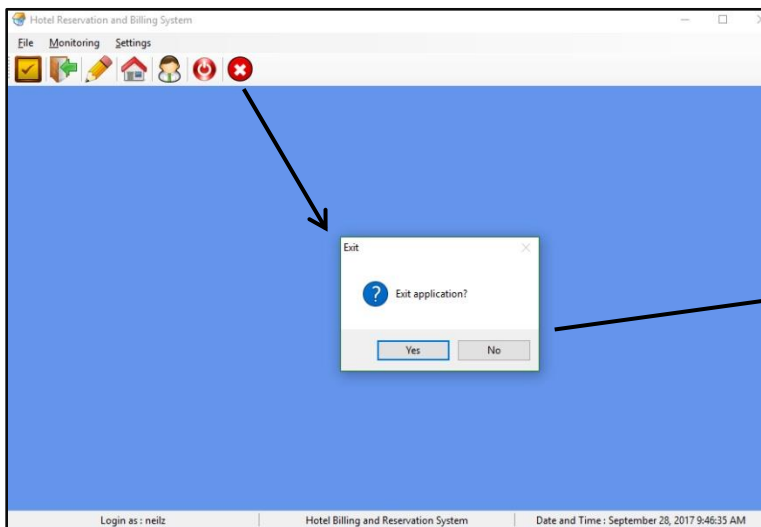 Hotel Reservation and Billing System
File Monitoring Settings
Exit
Exit application?
Yes No
Login as : neilz Hotel Billing and Reservation System Date and Time : September 28, 2017 9:46:35 AM